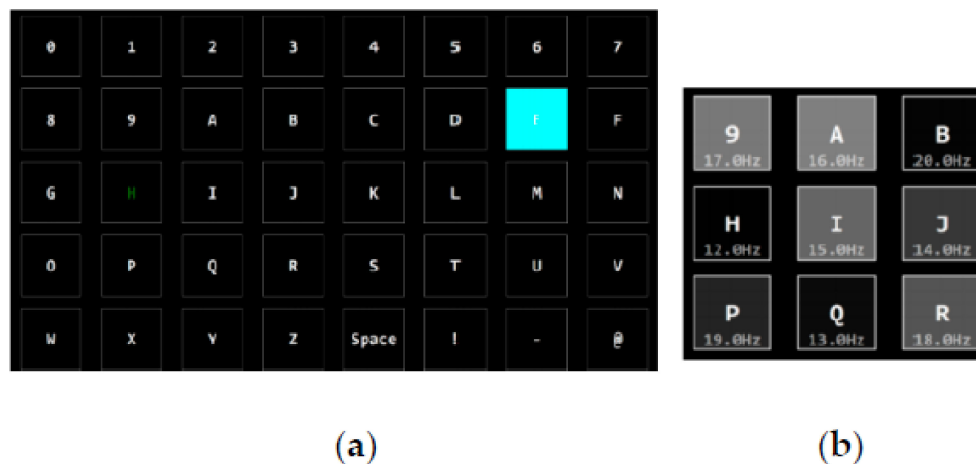 0 1 2 3 4 5 6 7
8 9 A B C D E F
G H I J K L M N
O P Q R S T U V
W X Y Z Space ! - @
9 A B
17.0Hz 16.0Hz 20.0Hz
H I J
12.0Hz 15.0Hz 14.0Hz
P Q R
19.0Hz 13.0Hz 18.0Hz
(a) (b)